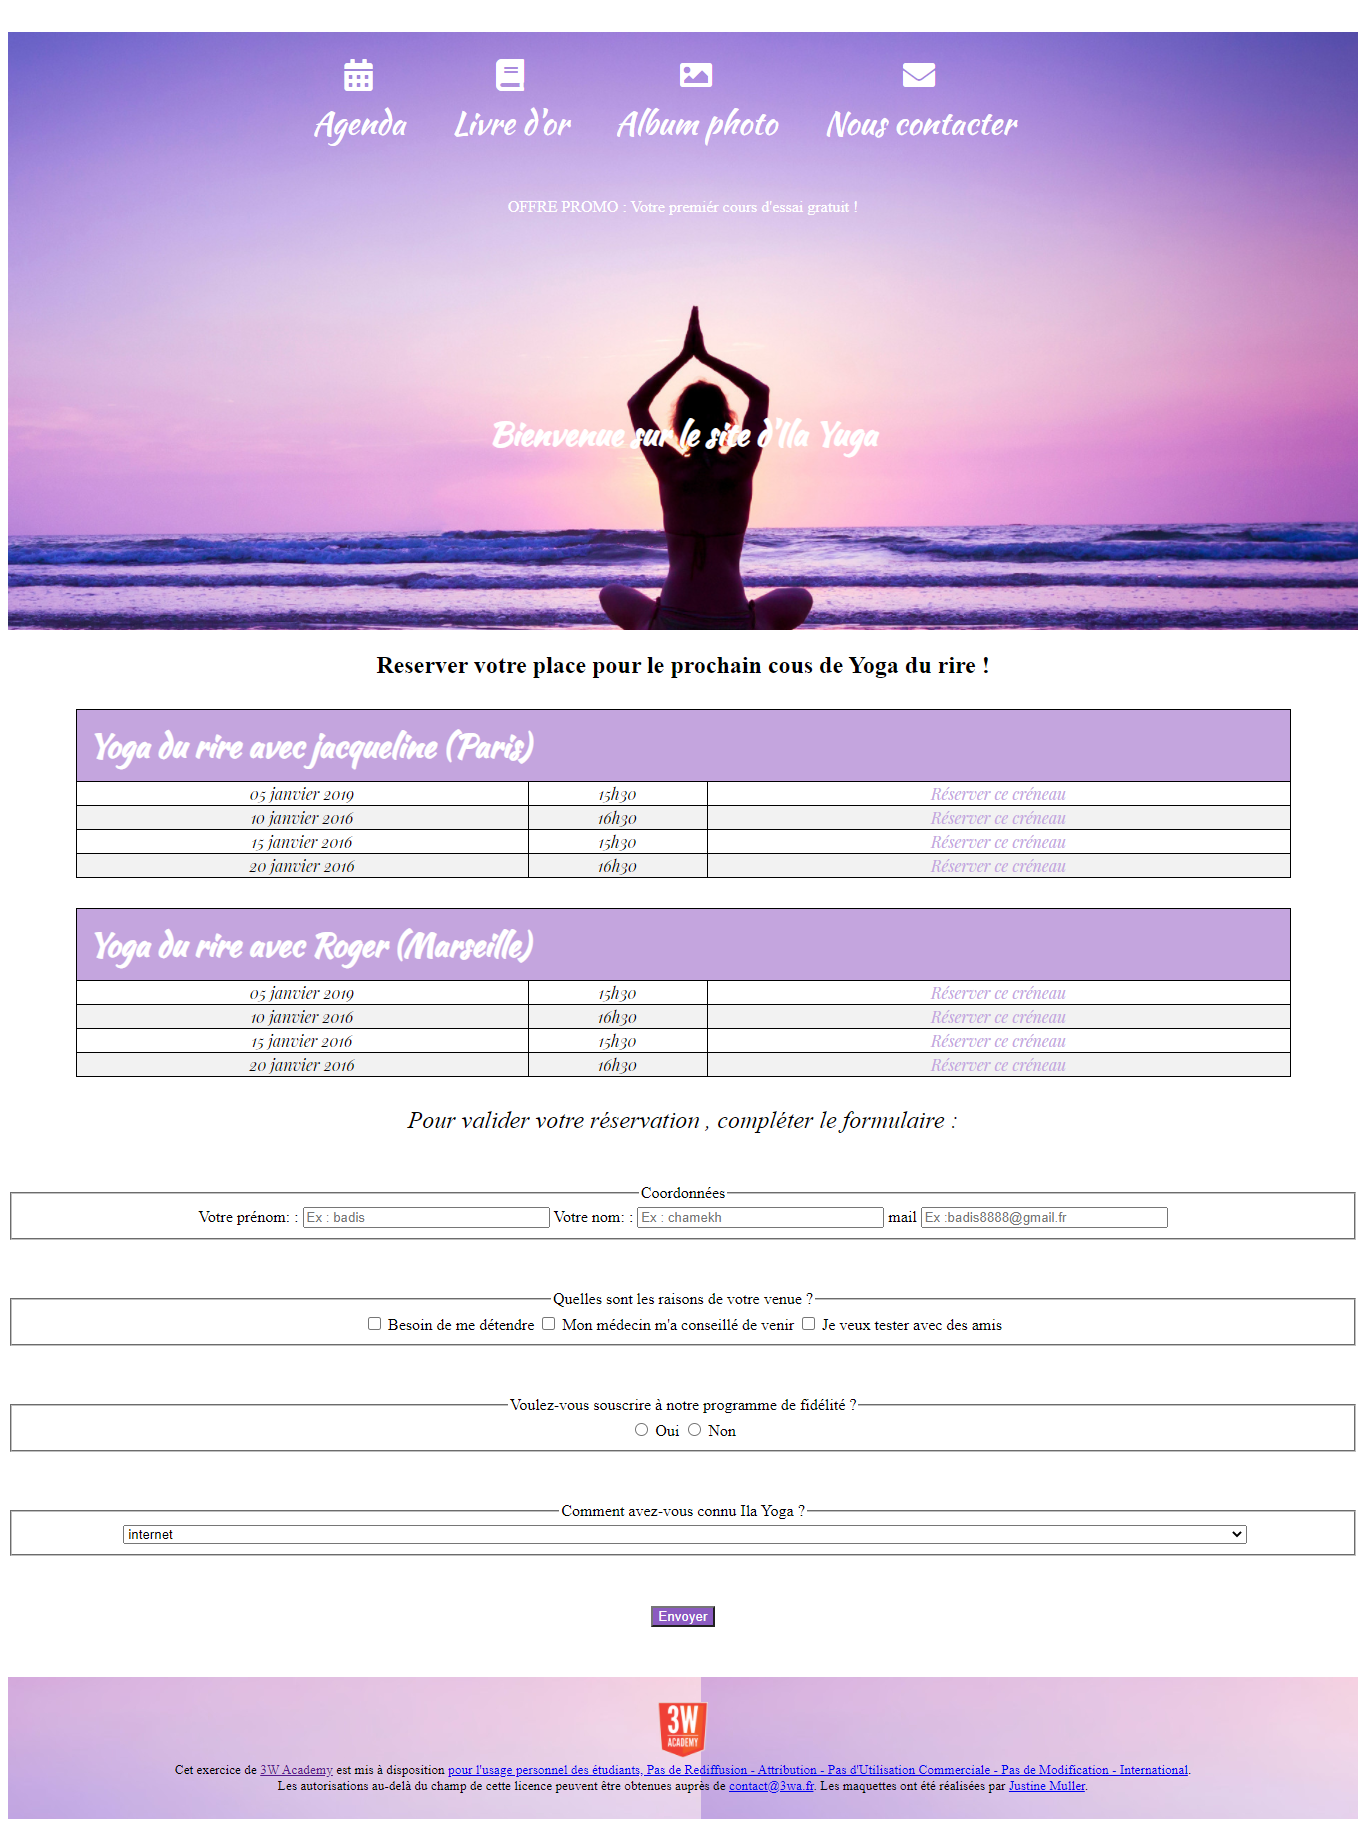 Agenda Livre d'or Album photo Nous contacter
OFFRE PROMO : Votre premiér cours d'essai gratuit !
Bienvenue sur le site d'Ila Yuga
Reserver votre place pour le prochain cous de Yoga du rire !
Yoga du rire avec jacqueline (Paris)
05 janvier 2019 15h30 Réserver ce créneau
10 janvier 2016 16h30 Réserver ce créneau
15 janvier 2016 15h30 Réserver ce créneau
20 janvier 2016 16h30 Réserver ce créneau
Yoga du rire avec Roger (Marseille)
05 janvier 2019 15h30 Réserver ce créneau
10 janvier 2016 16h30 Réserver ce créneau
15 janvier 2016 15h30 Réserver ce créneau
20 janvier 2016 16h30 Réserver ce créneau
Pour valider votre réservation , compléter le formulaire :
Coordonnées
Votre prénom: : Ex : badis Votre nom: : Ex : chamekh mail Ex :badis8888@gmail.fr
Quelles sont les raisons de votre venue ?
Besoin de me détendre Mon médecin m'a conseillé de venir Je veux tester avec des amis
Voulez-vous souscrire à notre programme de fidélité ?
Oui Non
Comment avez-vous connu Ila Yoga ?
internet
Envoyer
3W
ACADEMY
Cet exercice de 3W Academy est mis à disposition pour l'usage personnel des étudiants, Pas de Rediffusion - Attribution - Pas d'Utilisation Commerciale - Pas de Modification - International.
Les autorisations au-delà du champ de cette licence peuvent être obtenues auprès de contact@3wa.fr. Les maquettes ont été réalisées par Justine Muller.